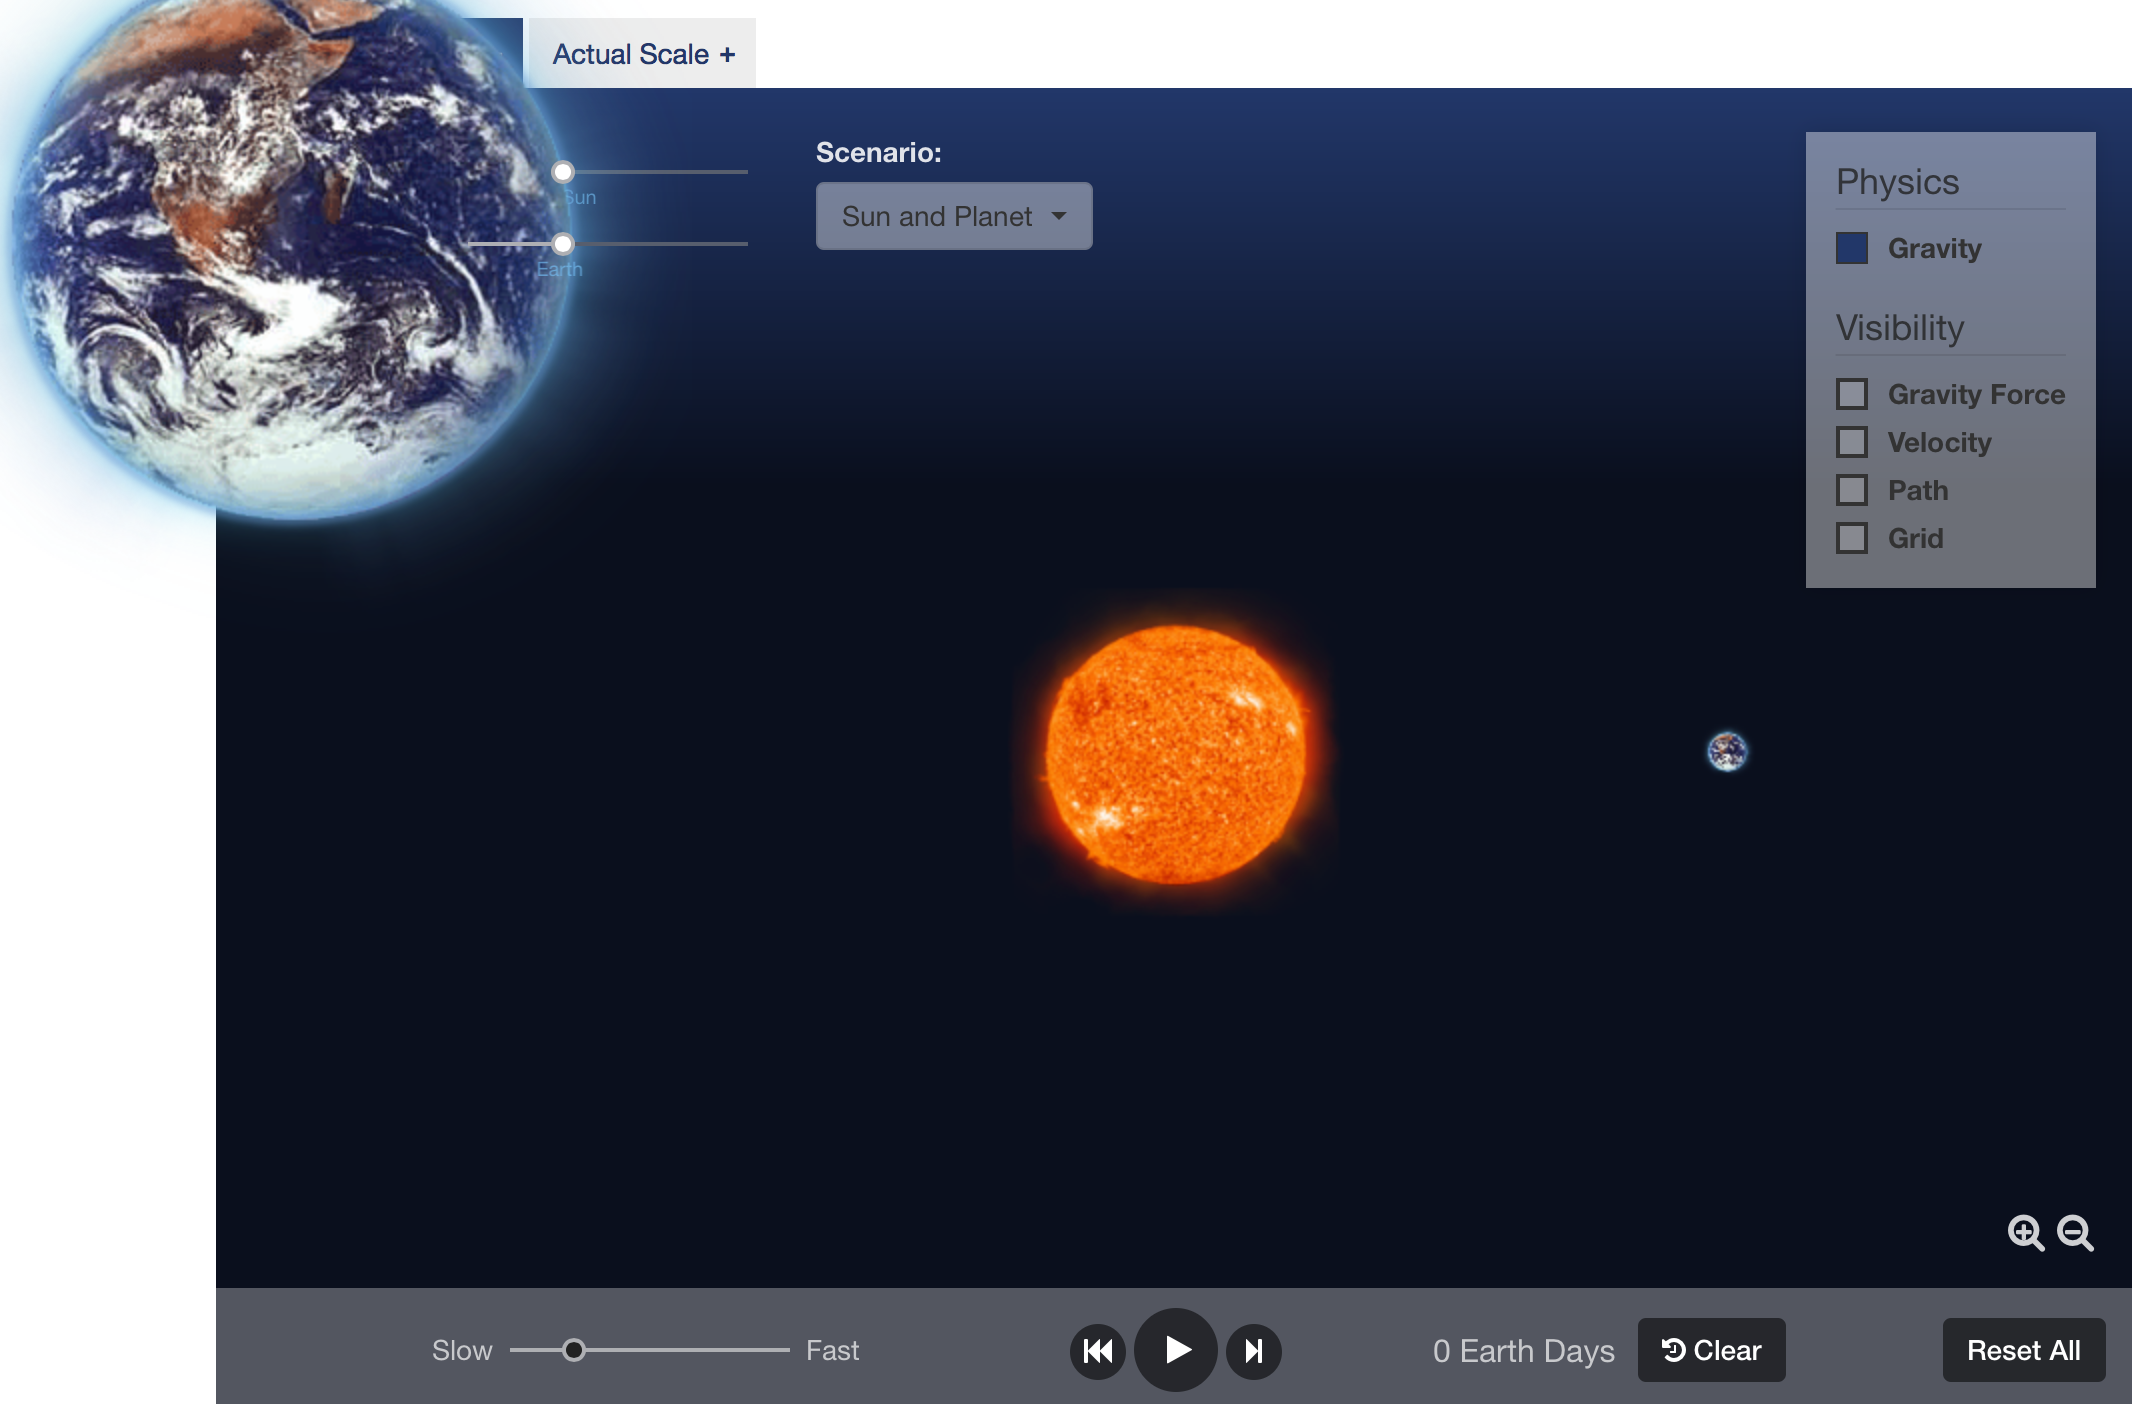 Actual Scale +
Sun
Earth
Scenario:
Sun and Planet
Physics
Gravity
Visibility
Gravity Force
Velocity
Path
Grid
Slow
Fast
0 Earth Days
Clear
Reset All